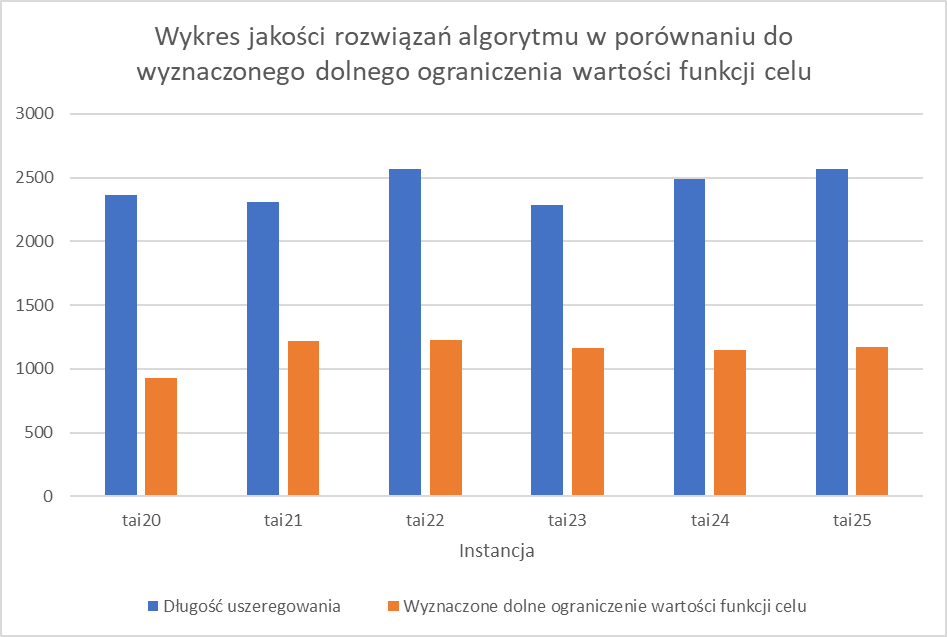 Wykres jakości rozwiązań algorytmu w porównaniu do
wyznaczonego dolnego ograniczenia wartości funkcji celu
3000
2500
2000
1500
1000
500
0
tai20 tai21 tai22 tai23 tai24 tai25
Instancja
Długość uszeregowania Wyznaczone dolne ograniczenie wartości funkcji celu